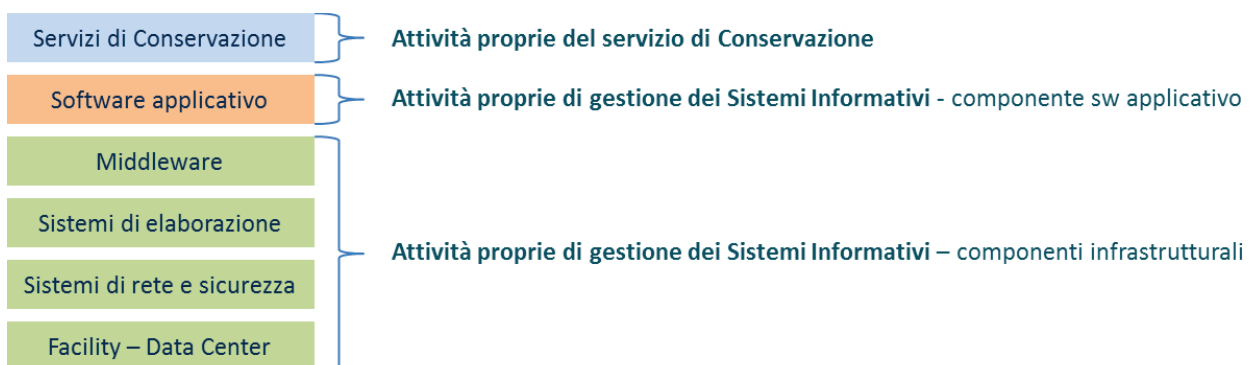 Servizi di Conservazione
Attività proprie del servizio di Conservazione
Software applicativo
Attività proprie di gestione dei Sistemi Informativi - componente sw applicativo
Middleware
Sistemi di elaborazione
Attività proprie di gestione dei Sistemi Informativi – componenti infrastrutturali
Sistemi di rete e sicurezza
Facility – Data Center